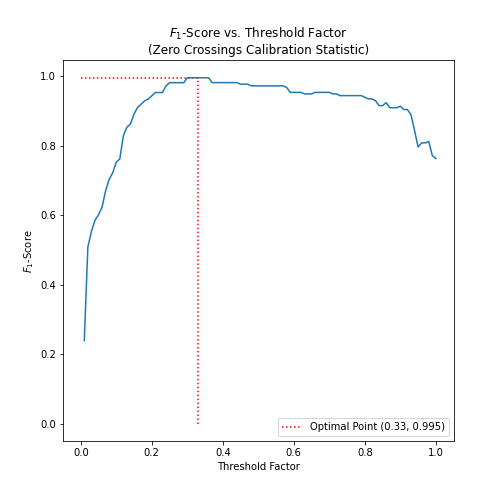 F₁-Score vs. Threshold Factor
(Zero Crossings Calibration Statistic)
1.0
0.8
0.6
0.4
0.2
0.0
F₁-Score
0.0 0.2 0.4 0.6 0.8 1.0
Threshold Factor
Optimal Point (0.33, 0.995)